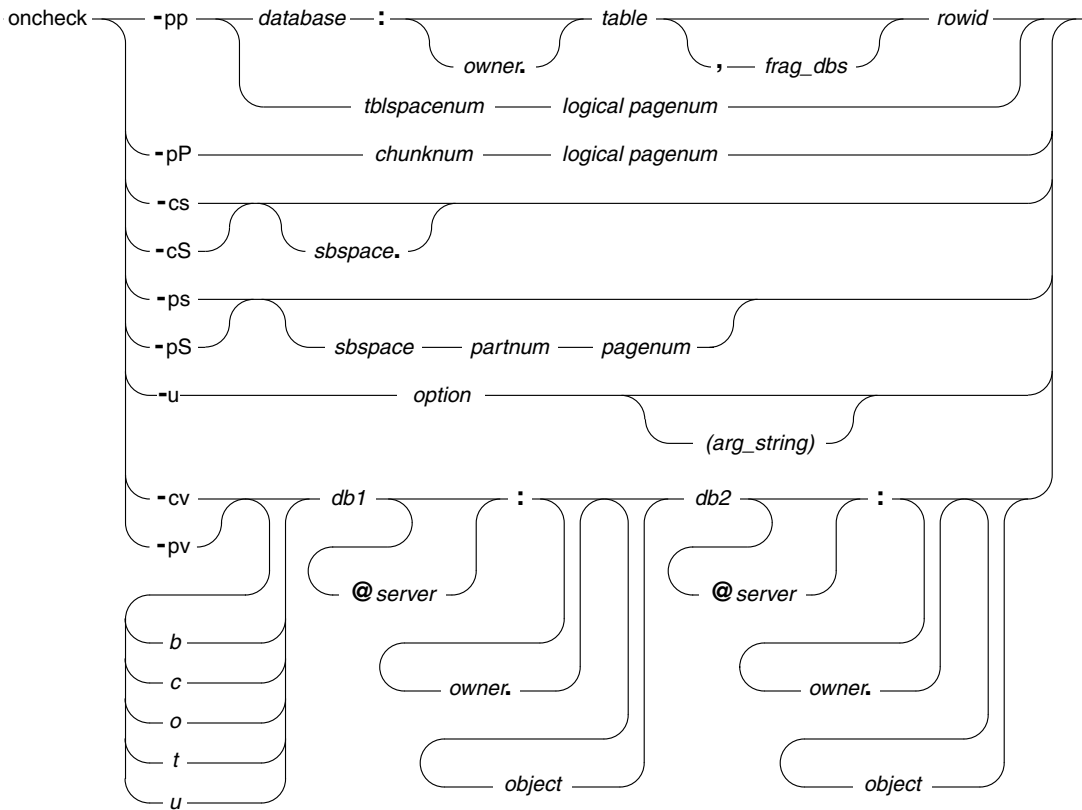 oncheck -pp database : table rowid
owner. , frag_dbs
tblspacenum logical pagenum
-pP chunknum logical pagenum
-cs
-cS sbspace.
-ps
-pS sbspace partnum pagenum
-u option
(arg_string)
-cv db1 : db2 :
-pv
@server @server
b
c owner. owner.
o
t
u object object